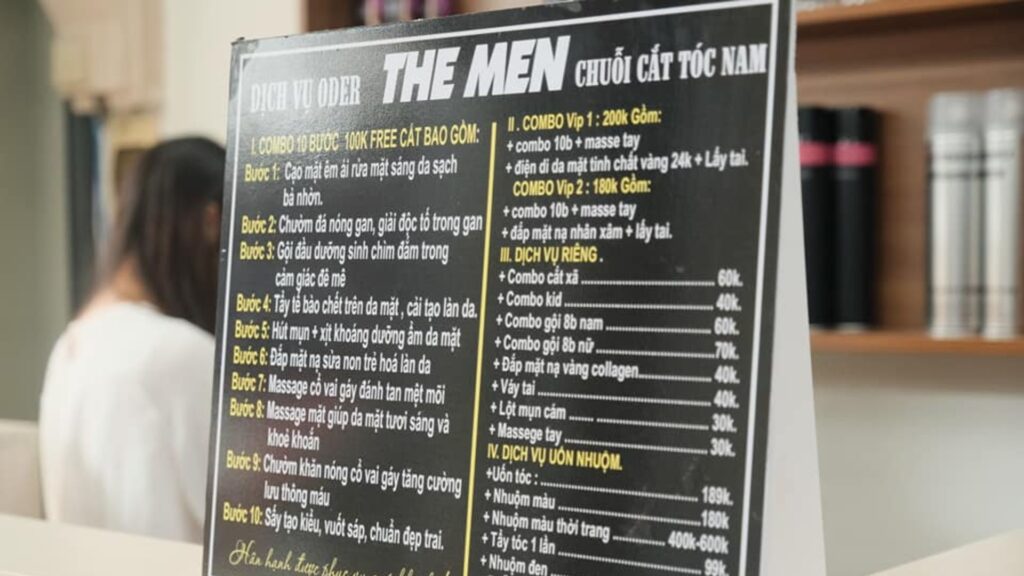 DỊCH VỤ ODER THE MEN CHUỖI CẮT TÓC NAM
I. COMBO 10 BƯỚC 100K FREE CẮT BAO GỒM:
Bước 1: Cạo mặt êm ái rửa mặt sáng da sạch
bã nhờn.
Bước 2: Chườm đá nóng gan, giải độc tố trong gan
Bước 3: Gội đầu dưỡng sinh chìm đắm trong
cảm giác đê mê
Bước 4: Tẩy tế bào chết trên da mặt , cải tạo làn da.
Bước 5: Hút mụn + xịt khoáng dưỡng ẩm da mặt
Bước 6: Đắp mặt nạ sữa non trẻ hoá làn da
Bước 7: Massage cổ vai gáy đánh tan mệt mỏi
Bước 8: Massage mặt giúp da mặt tươi sáng và
khoẻ khoắn
Bước 9: Chườm khăn nóng cổ vai gáy tăng cường
lưu thông máu
Bước 10: Sấy tạo kiểu, vuốt sáp, chuẩn đẹp trai.
Hân hạnh được phục vụ
II . COMBO Vip 1 : 200k Gồm:
+ combo 10b + masse tay
+ điện di da mặt tinh chất vàng 24k + Lấy tai.
COMBO Vip 2 : 180k Gồm:
+ combo 10b + masse tay
+ đắp mặt nạ nhân xâm + lấy tai.
III. DỊCH VỤ RIÊNG .
+ Combo cắt xã 60k.
+ Combo kid 40k.
+ Combo gội 8b nam 60k.
+ Combo gội 8b nữ 70k.
+ Đắp mặt nạ vàng collagen 40k.
+ Váy tai 40k.
+ Lột mụn cám 30k.
+ Massege tay 30k.
IV. DỊCH VỤ UỐN NHUỘM.
+Uốn tóc : 189k.
+ Nhuộm màu 180k
+ Nhuộm màu thời trang 400k-600k
+ Tẩy tóc 1 lần 99k.
+ Nhuộm đen